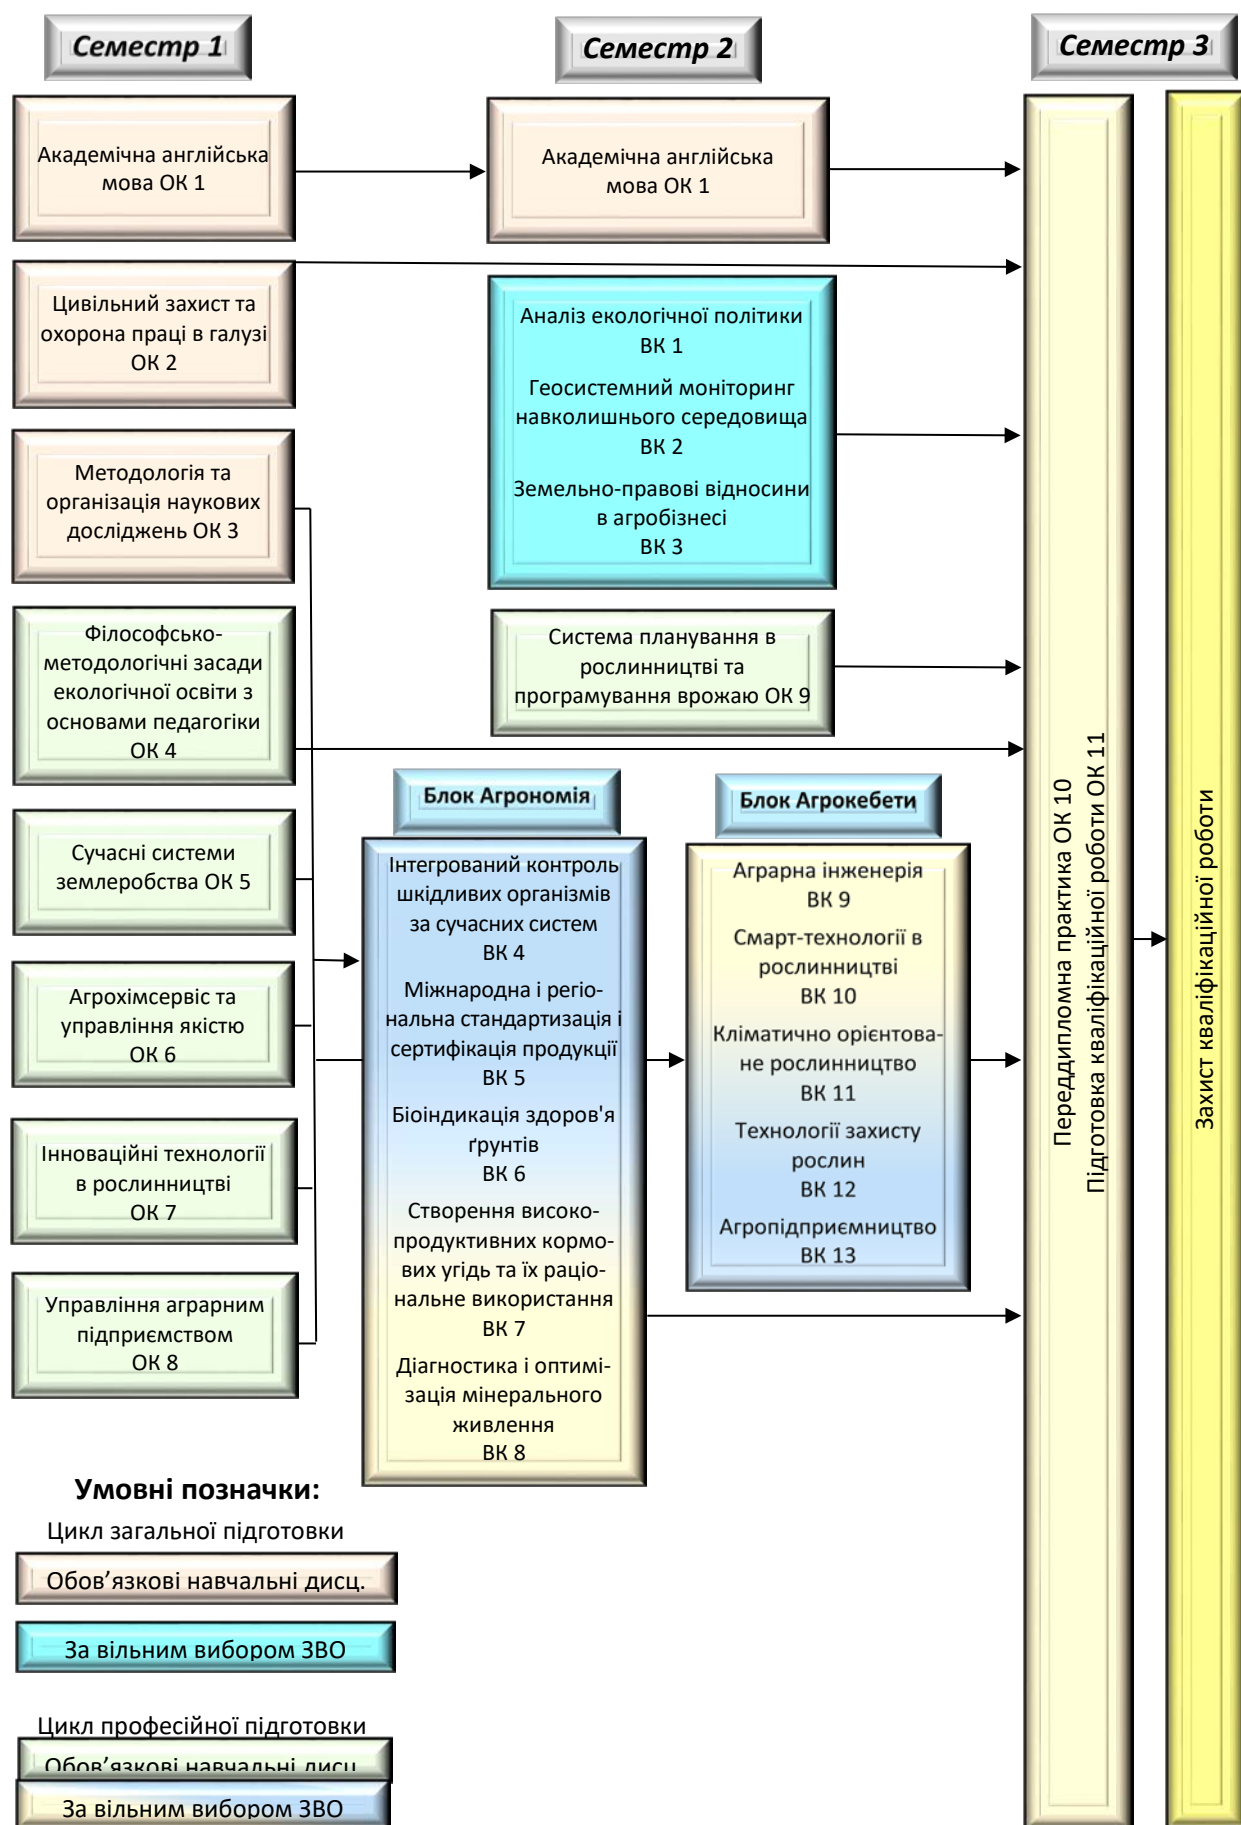 Семестр 1
Семестр 2
Семестр 3
Академічна англійська
мова ОК 1
Академічна англійська
мова ОК 1
Цивільний захист та
охорона праці в галузі
ОК 2
Аналіз екологічної політики
ВК 1
Геосистемний моніторинг
навколишнього середовища
ВК 2
Земельно-правові відносини
в агробізнесі
ВК 3
Методологія та
організація наукових
досліджень ОК 3
Філософсько-
методологічні засади
екологічної освіти з
основами педагогіки
ОК 4
Система планування в
рослинництві та
програмування врожаю ОК 9
Сучасні системи
землеробства ОК 5
Агрохімсервіс та
управління якістю
ОК 6
Інноваційні технології
в рослинництві
ОК 7
Управління аграрним
підприємством
ОК 8
Блок Агрономія
Інтегрований контроль
шкідливих організмів
за сучасних систем
ВК 4
Міжнародна і регіо-
нальна стандартизація і
сертифікація продукції
ВК 5
Біоіндикація здоров'я
ґрунтів
ВК 6
Створення високо-
продуктивних кормо-
вих угідь та їх раціо-
нальне використання
ВК 7
Діагностика і оптимі-
зація мінерального
живлення
ВК 8
Блок Агрокебети
Аграрна інженерія
ВК 9
Смарт-технології в
рослинництві
ВК 10
Кліматично орієнтова-
не рослинництво
ВК 11
Технології захисту
рослин
ВК 12
Агропідприємництво
ВК 13
Переддипломна практика ОК 10
Підготовка кваліфікаційної роботи ОК 11
Захист кваліфікаційної роботи
Умовні позначки:
Цикл загальної підготовки
Обов’язкові навчальні дисц.
За вільним вибором ЗВО
Цикл професійної підготовки
Обов’язкові навчальні дисц.
За вільним вибором ЗВО